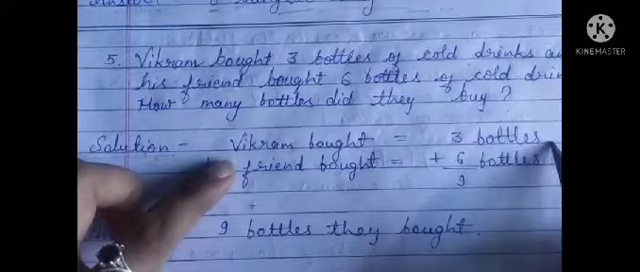 5. Vikram bought 3 bottles of cold drinks
his friend bought 6 bottles of cold
How many bottles did they buy ?
Solution - Vikram bought = 3 bottles
friend bought = + 6 bottles
9
+
9 bottles they bought.
KINEMASTER